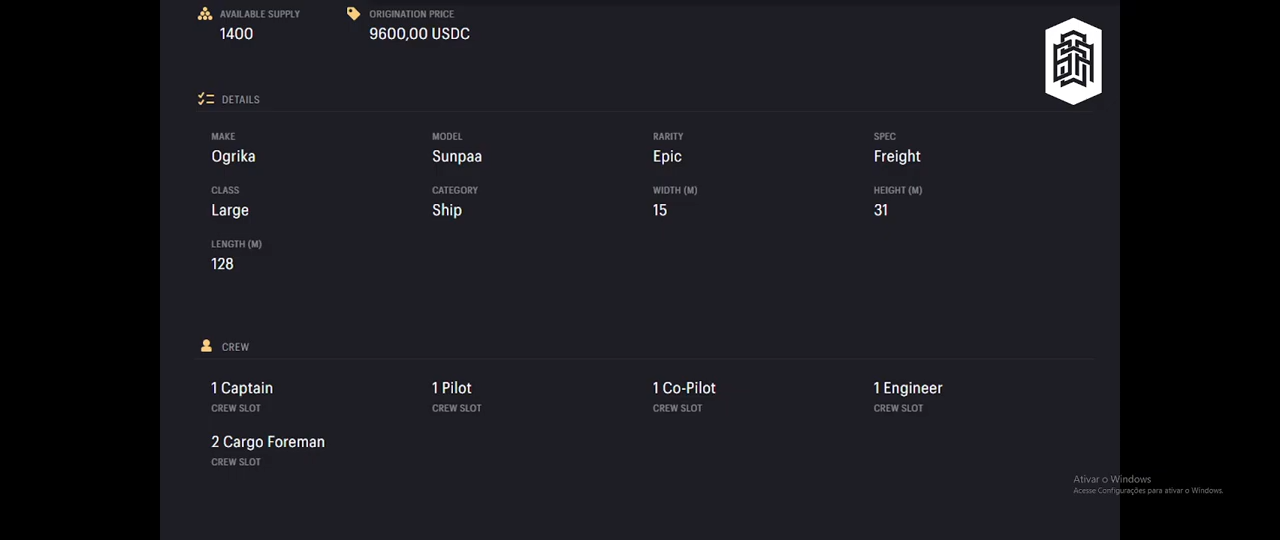 AVAILABLE SUPPLY ORIGINATION PRICE
1400 9600,00 USDC
DETAILS
MAKE MODEL RARITY SPEC
Ogrika Sunpaa Epic Freight
CLASS CATEGORY WIDTH (M) HEIGHT (M)
Large Ship 15 31
LENGTH (M)
128
CREW
1 Captain 1 Pilot 1 Co-Pilot 1 Engineer
CREW SLOT CREW SLOT CREW SLOT CREW SLOT
2 Cargo Foreman
CREW SLOT
Ativar o Windows
Acesse Configurações para ativar o Windows.